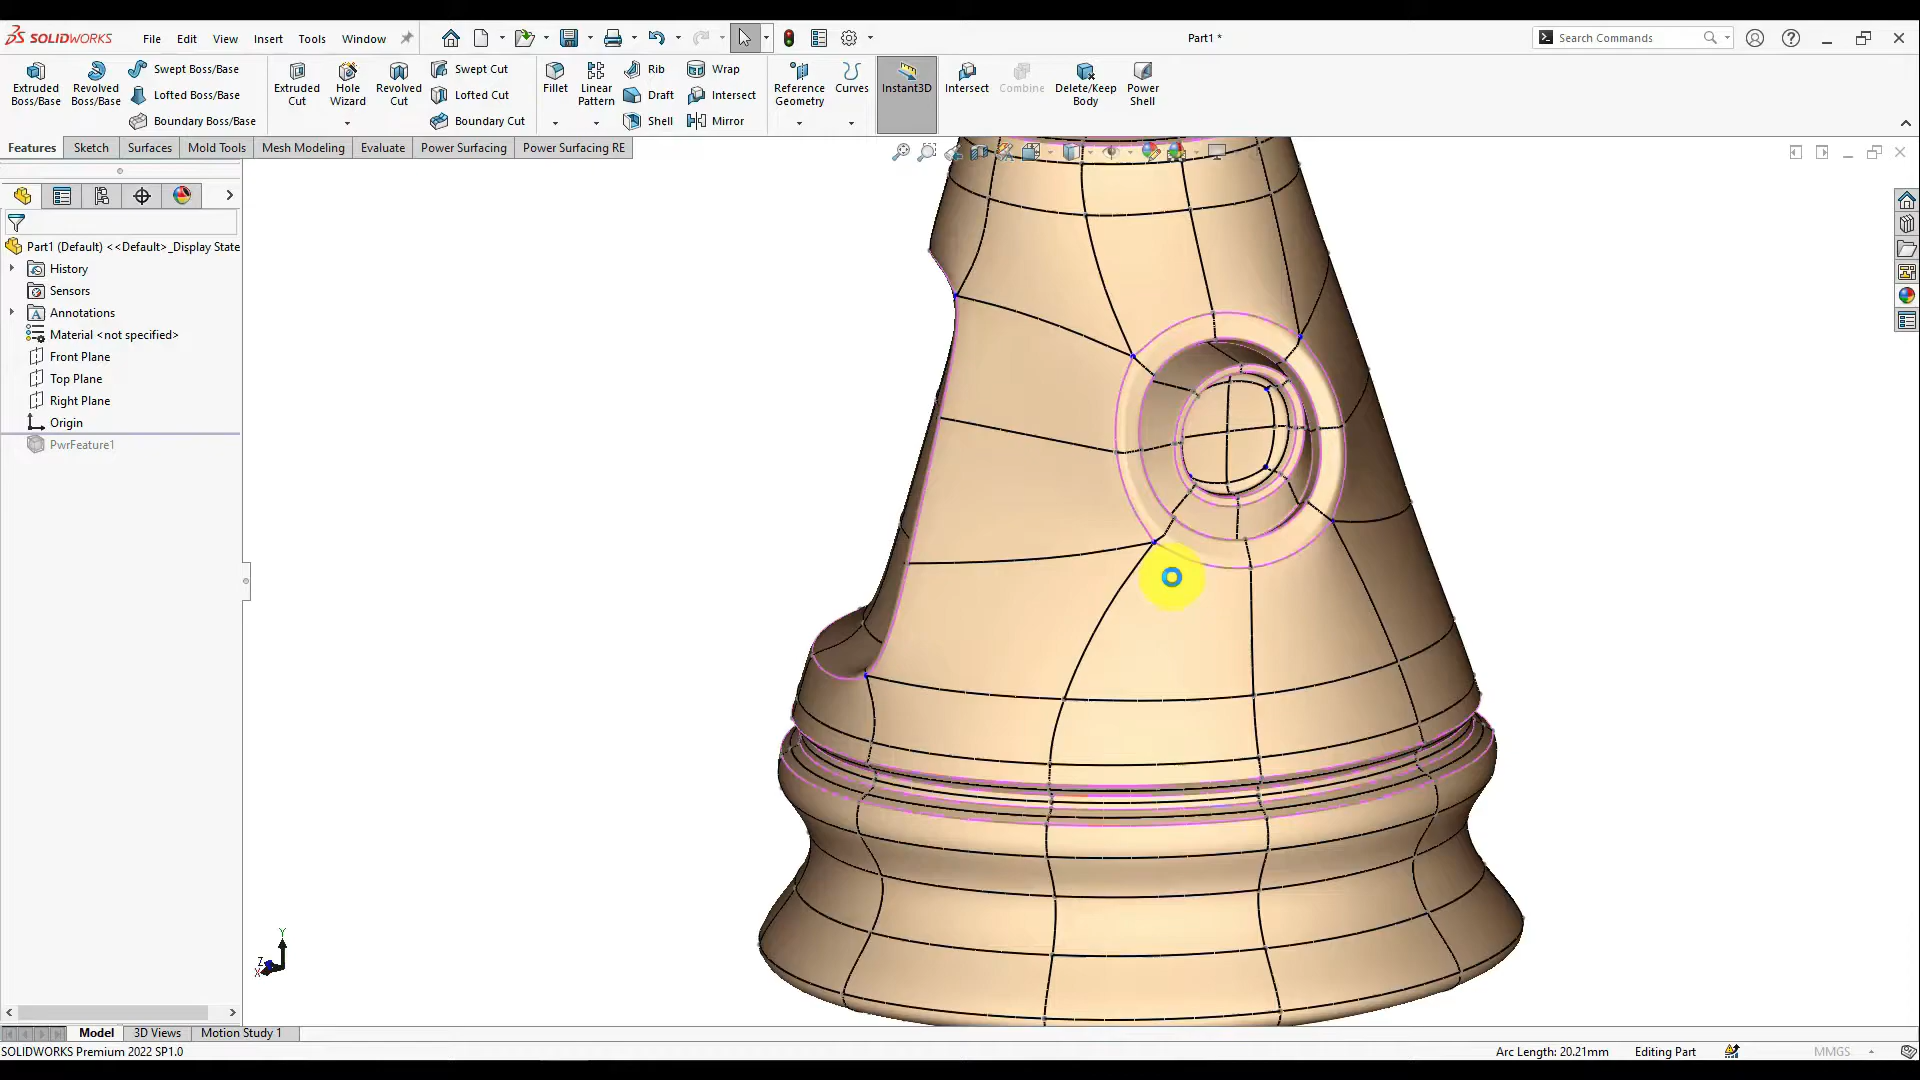 SOLIDWORKS File Edit View Insert Tools Window Part1 * Search Commands
Extruded Boss/Base
Revolved Boss/Base
Swept Boss/Base
Lofted Boss/Base
Boundary Boss/Base
Extruded Cut
Hole Wizard
Revolved Cut
Swept Cut
Lofted Cut
Boundary Cut
Fillet
Linear Pattern
Rib
Draft
Shell
Wrap
Intersect
Mirror
Reference Geometry
Curves
Instant3D
Intersect
Combine
Delete/Keep Body
Power Shell
Features Sketch Surfaces Mold Tools Mesh Modeling Evaluate Power Surfacing Power Surfacing RE
Part1 (Default) <<Default>_Display State
History
Sensors
A Annotations
Material <not specified>
Front Plane
Top Plane
Right Plane
Origin
PwrFeature1
Y
Z
X
Model 3D Views Motion Study 1
SOLIDWORKS Premium 2022 SP1.0 Arc Length: 20.21mm Editing Part MMGS